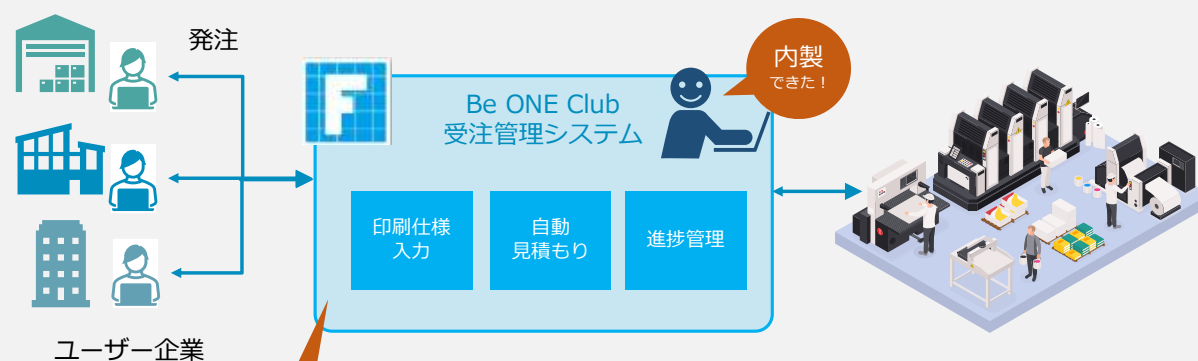 発注
F
Be ONE Club
受注管理システム
内製
できた!
印刷仕様
入力
自動
見積もり
進捗管理
ユーザー企業